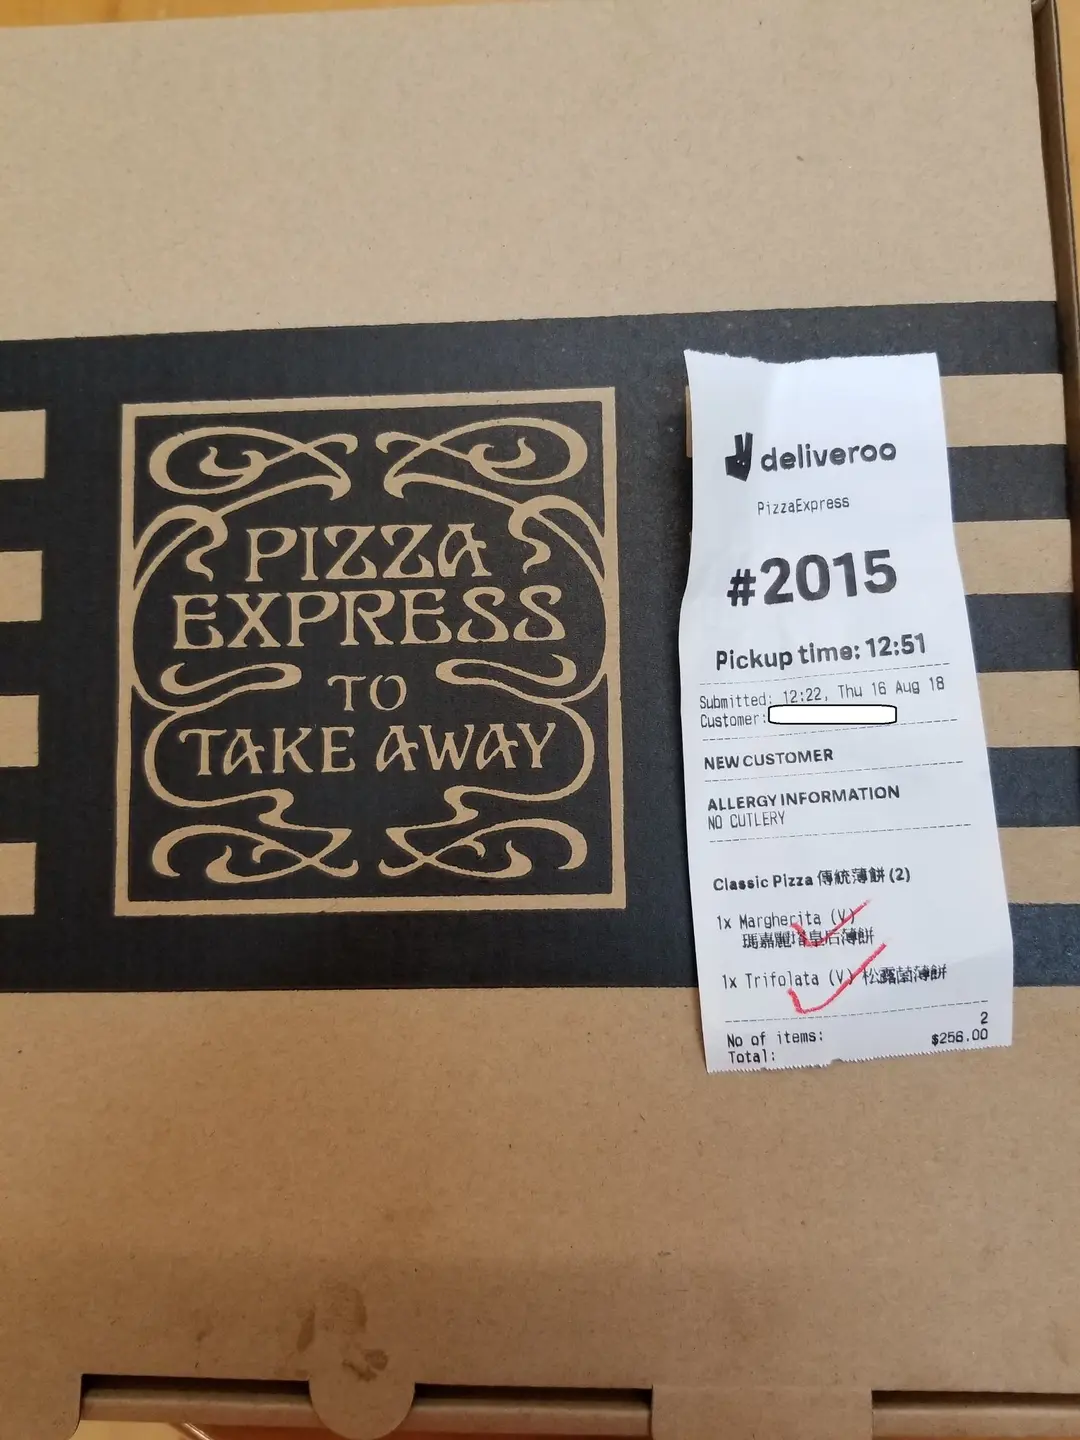 PIZZA
EXPRESS
TO
TAKE AWAY
deliveroo
PizzaExpress
#2015
Pickup time: 12:51
Submitted: 12:22, Thu 16 Aug 18
Customer:
NEW CUSTOMER
ALLERGY INFORMATION
NO CUTLERY
Classic Pizza 傳統薄餅 (2)
1x Margherita (V)
瑪嘉麗塔皇后薄餅
1x Trifolata (V) 松露菌薄餅
No of items: 2
Total: $256.00